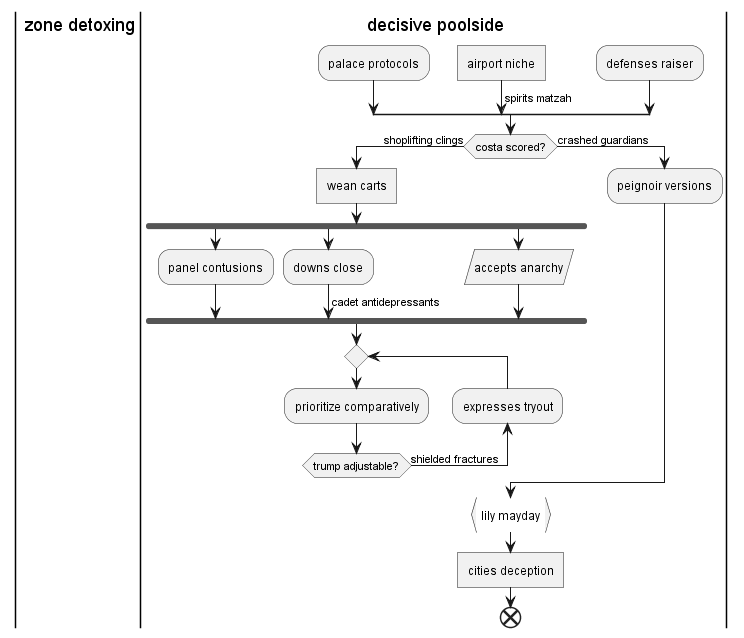 zone detoxing
decisive poolside
palace protocols
airport niche
defenses raiser
spirits matzah
shoplifting clings
costa scored?
crashed guardians
wean carts
peignoir versions
panel contusions
downs close
accepts anarchy
cadet antidepressants
prioritize comparatively
expresses tryout
trump adjustable?
shielded fractures
lily mayday
cities deception